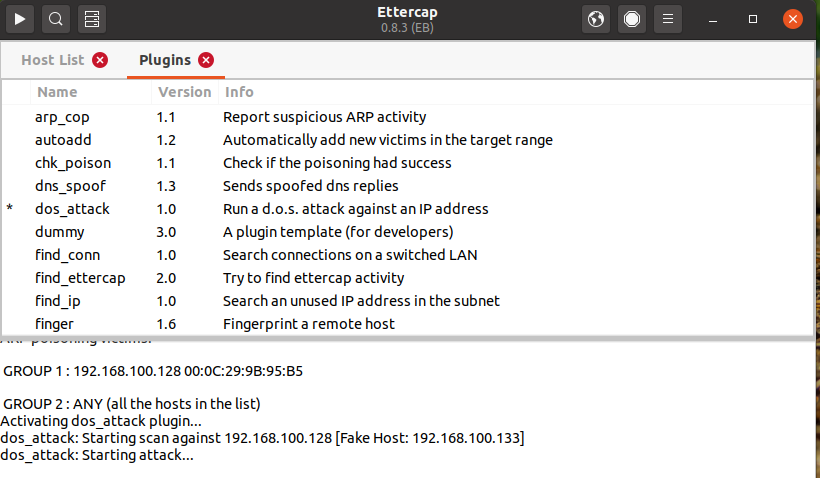 Ettercap
0.8.3 (EB)
Host List Plugins
Name Version Info
arp_cop 1.1 Report suspicious ARP activity
autoadd 1.2 Automatically add new victims in the target range
chk_poison 1.1 Check if the poisoning had success
dns_spoof 1.3 Sends spoofed dns replies
* dos_attack 1.0 Run a d.o.s. attack against an IP address
dummy 3.0 A plugin template (for developers)
find_conn 1.0 Search connections on a switched LAN
find_ettercap 2.0 Try to find ettercap activity
find_ip 1.0 Search an unused IP address in the subnet
finger 1.6 Fingerprint a remote host
ARP poisoning victims:
GROUP 1 : 192.168.100.128 00:0C:29:9B:95:B5
GROUP 2 : ANY (all the hosts in the list)
Activating dos_attack plugin...
dos_attack: Starting scan against 192.168.100.128 [Fake Host: 192.168.100.133]
dos_attack: Starting attack...